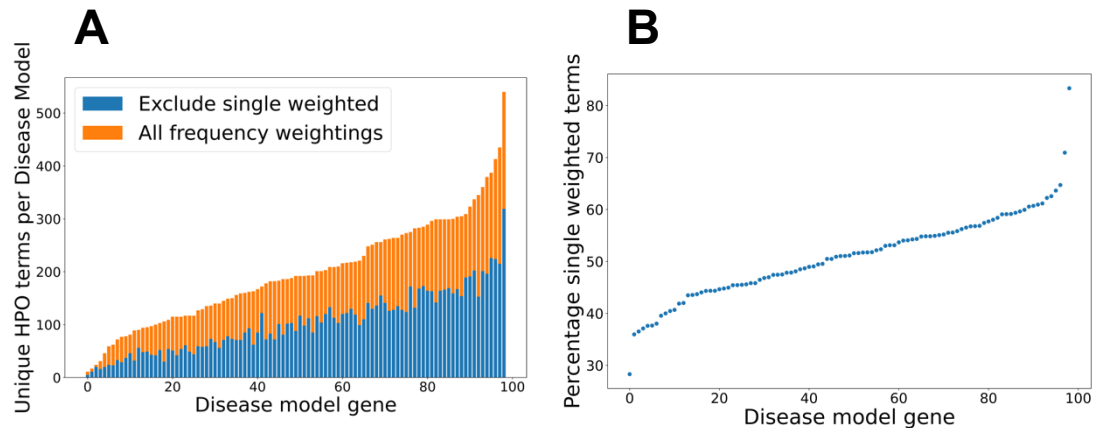 A
B
Unique HPO terms per Disease Model
500
400
300
200
100
0
Exclude single weighted
All frequency weightings
0 20 40 60 80 100
Disease model gene
Percentage single weighted terms
80
70
60
50
40
30
0 20 40 60 80 100
Disease model gene